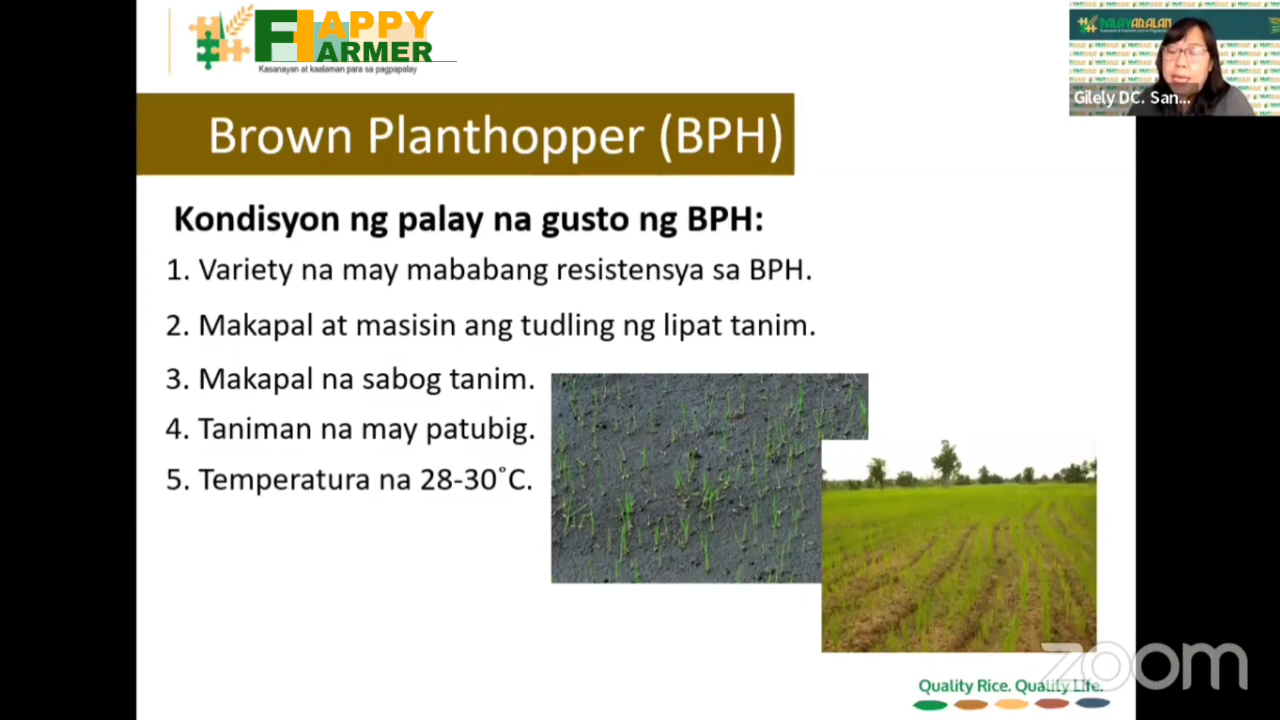 HAPPY
FARMER
Kasanayan at kaalaman para sa pagpapalay
PALAYARALAN
Gilely DC. San...
Brown Planthopper (BPH)
Kondisyon ng palay na gusto ng BPH:
1. Variety na may mababang resistensya sa BPH.
2. Makapal at masisin ang tudling ng lipat tanim.
3. Makapal na sabog tanim.
4. Taniman na may patubig.
5. Temperatura na 28-30˚C.
zoom
Quality Rice. Quality Life.